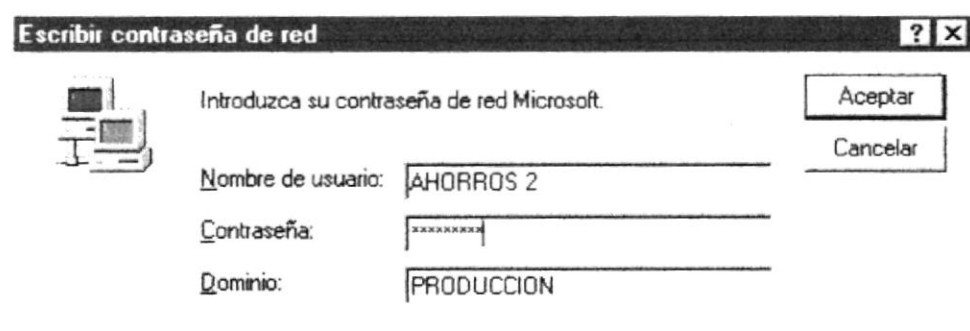 Escribir contraseña de red
Introduzca su contraseña de red Microsoft.
Aceptar
Cancelar
Nombre de usuario: AHORROS 2
Contraseña: *********
Dominio: PRODUCCION